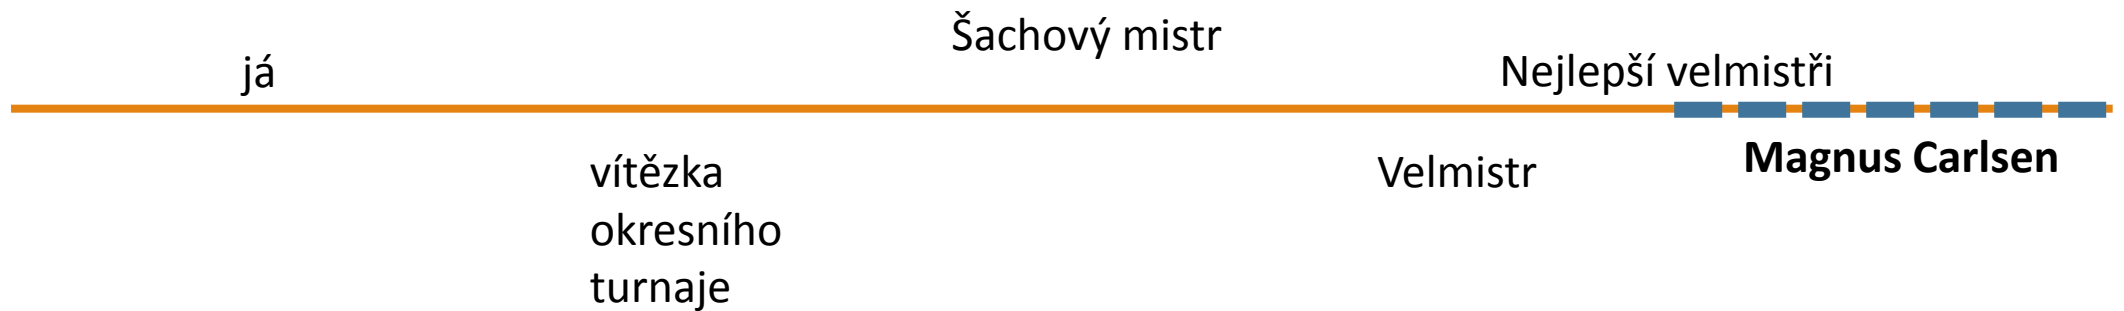 Šachový mistr
já
Nejlepší velmistři
vítězka
okresního
turnaje
Velmistr
Magnus Carlsen